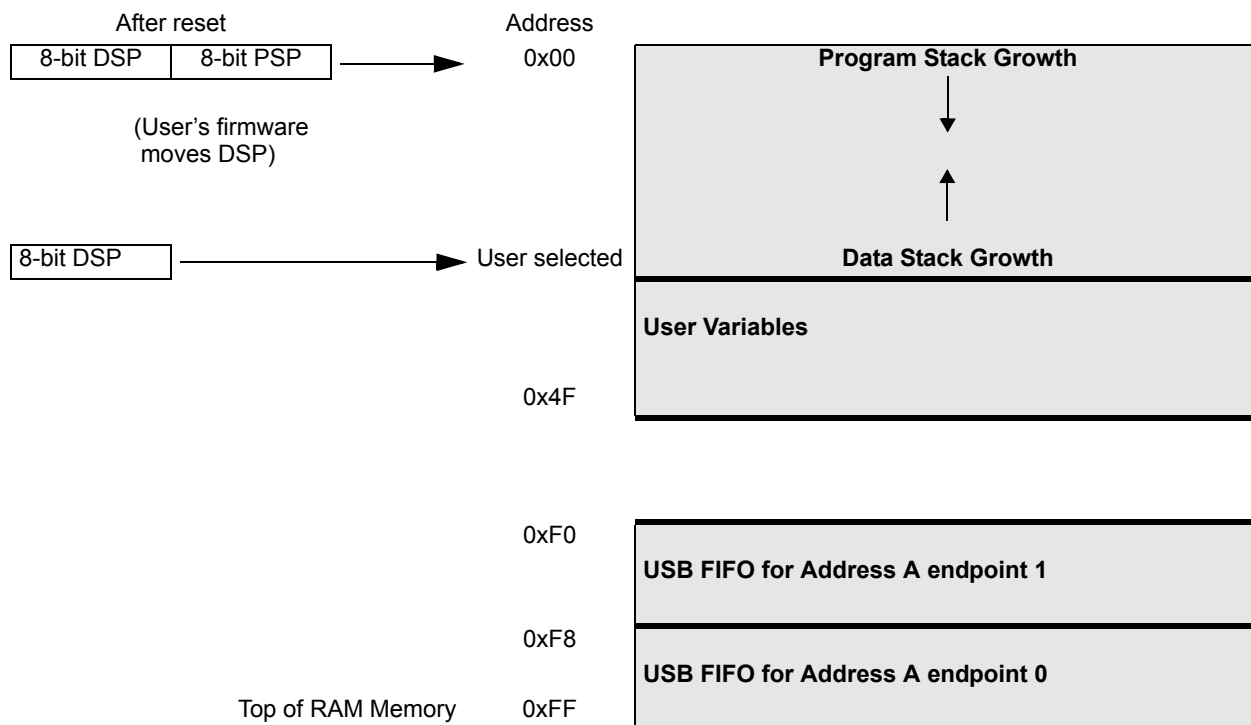 After reset
Address
8-bit DSP
8-bit PSP
0x00
Program Stack Growth
(User’s firmware
moves DSP)
8-bit DSP
User selected
Data Stack Growth
User Variables
0x4F
0xF0
USB FIFO for Address A endpoint 1
0xF8
USB FIFO for Address A endpoint 0
Top of RAM Memory
0xFF